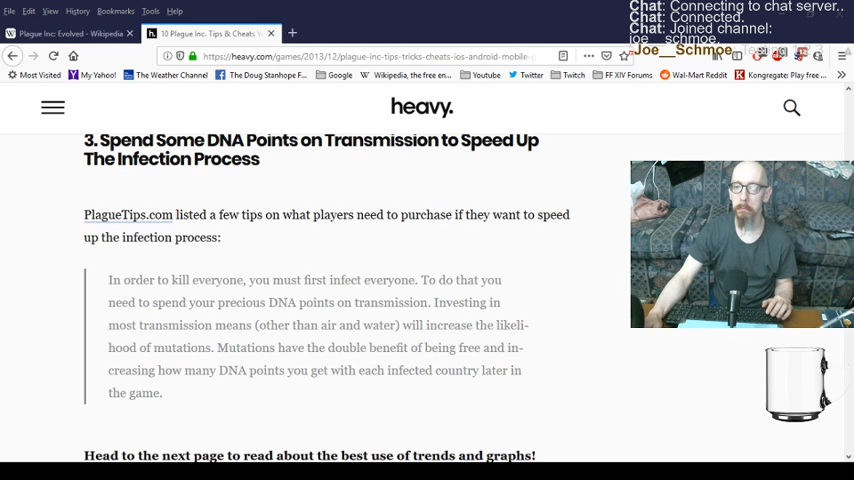 File Edit View History Bookmarks Tools Help
Chat: Connecting to chat server..
Chat: Connected.
Chat: Joined channel:
joe__schmoe.
Joe__Schmoe
Plague Inc: Evolved - Wikipedia
10 Plague Inc. Tips & Cheats
https://heavy.com/games/2013/12/plague-inc-tips-tricks-cheats-ios-android-mobile-
Most Visited My Yahoo! The Weather Channel The Doug Stanhope F... Google Wikipedia, the free en... Youtube Twitter Twitch FF XIV Forums Wal-Mart Reddit Kongregate: Play free ...
heavy.
3. Spend Some DNA Points on Transmission to Speed Up
The Infection Process
PlagueTips.com listed a few tips on what players need to purchase if they want to speed
up the infection process:
In order to kill everyone, you must first infect everyone. To do that you
need to spend your precious DNA points on transmission. Investing in
most transmission means (other than air and water) will increase the likeli-
hood of mutations. Mutations have the double benefit of being free and in-
creasing how many DNA points you get with each infected country later in
the game.
Head to the next page to read about the best use of trends and graphs!